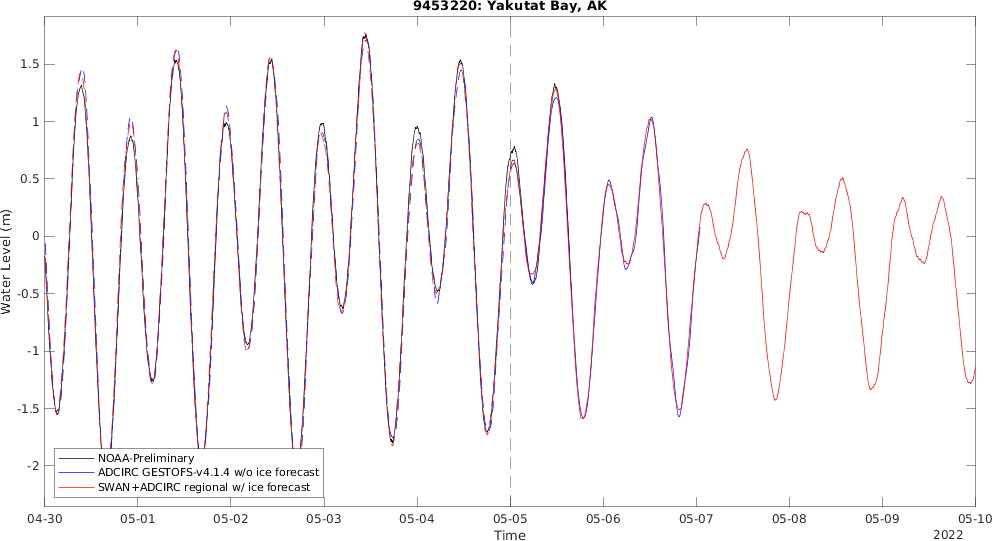 9453220: Yakutat Bay, AK
Water Level (m)
1.5
1
0.5
0
-0.5
-1
-1.5
-2
NOAA-Preliminary
ADCIRC GESTOFS-v4.1.4 w/o ice forecast
SWAN+ADCIRC regional w/ ice forecast
04-30 05-01 05-02 05-03 05-04 05-05 05-06 05-07 05-08 05-09 05-10
Time
2022